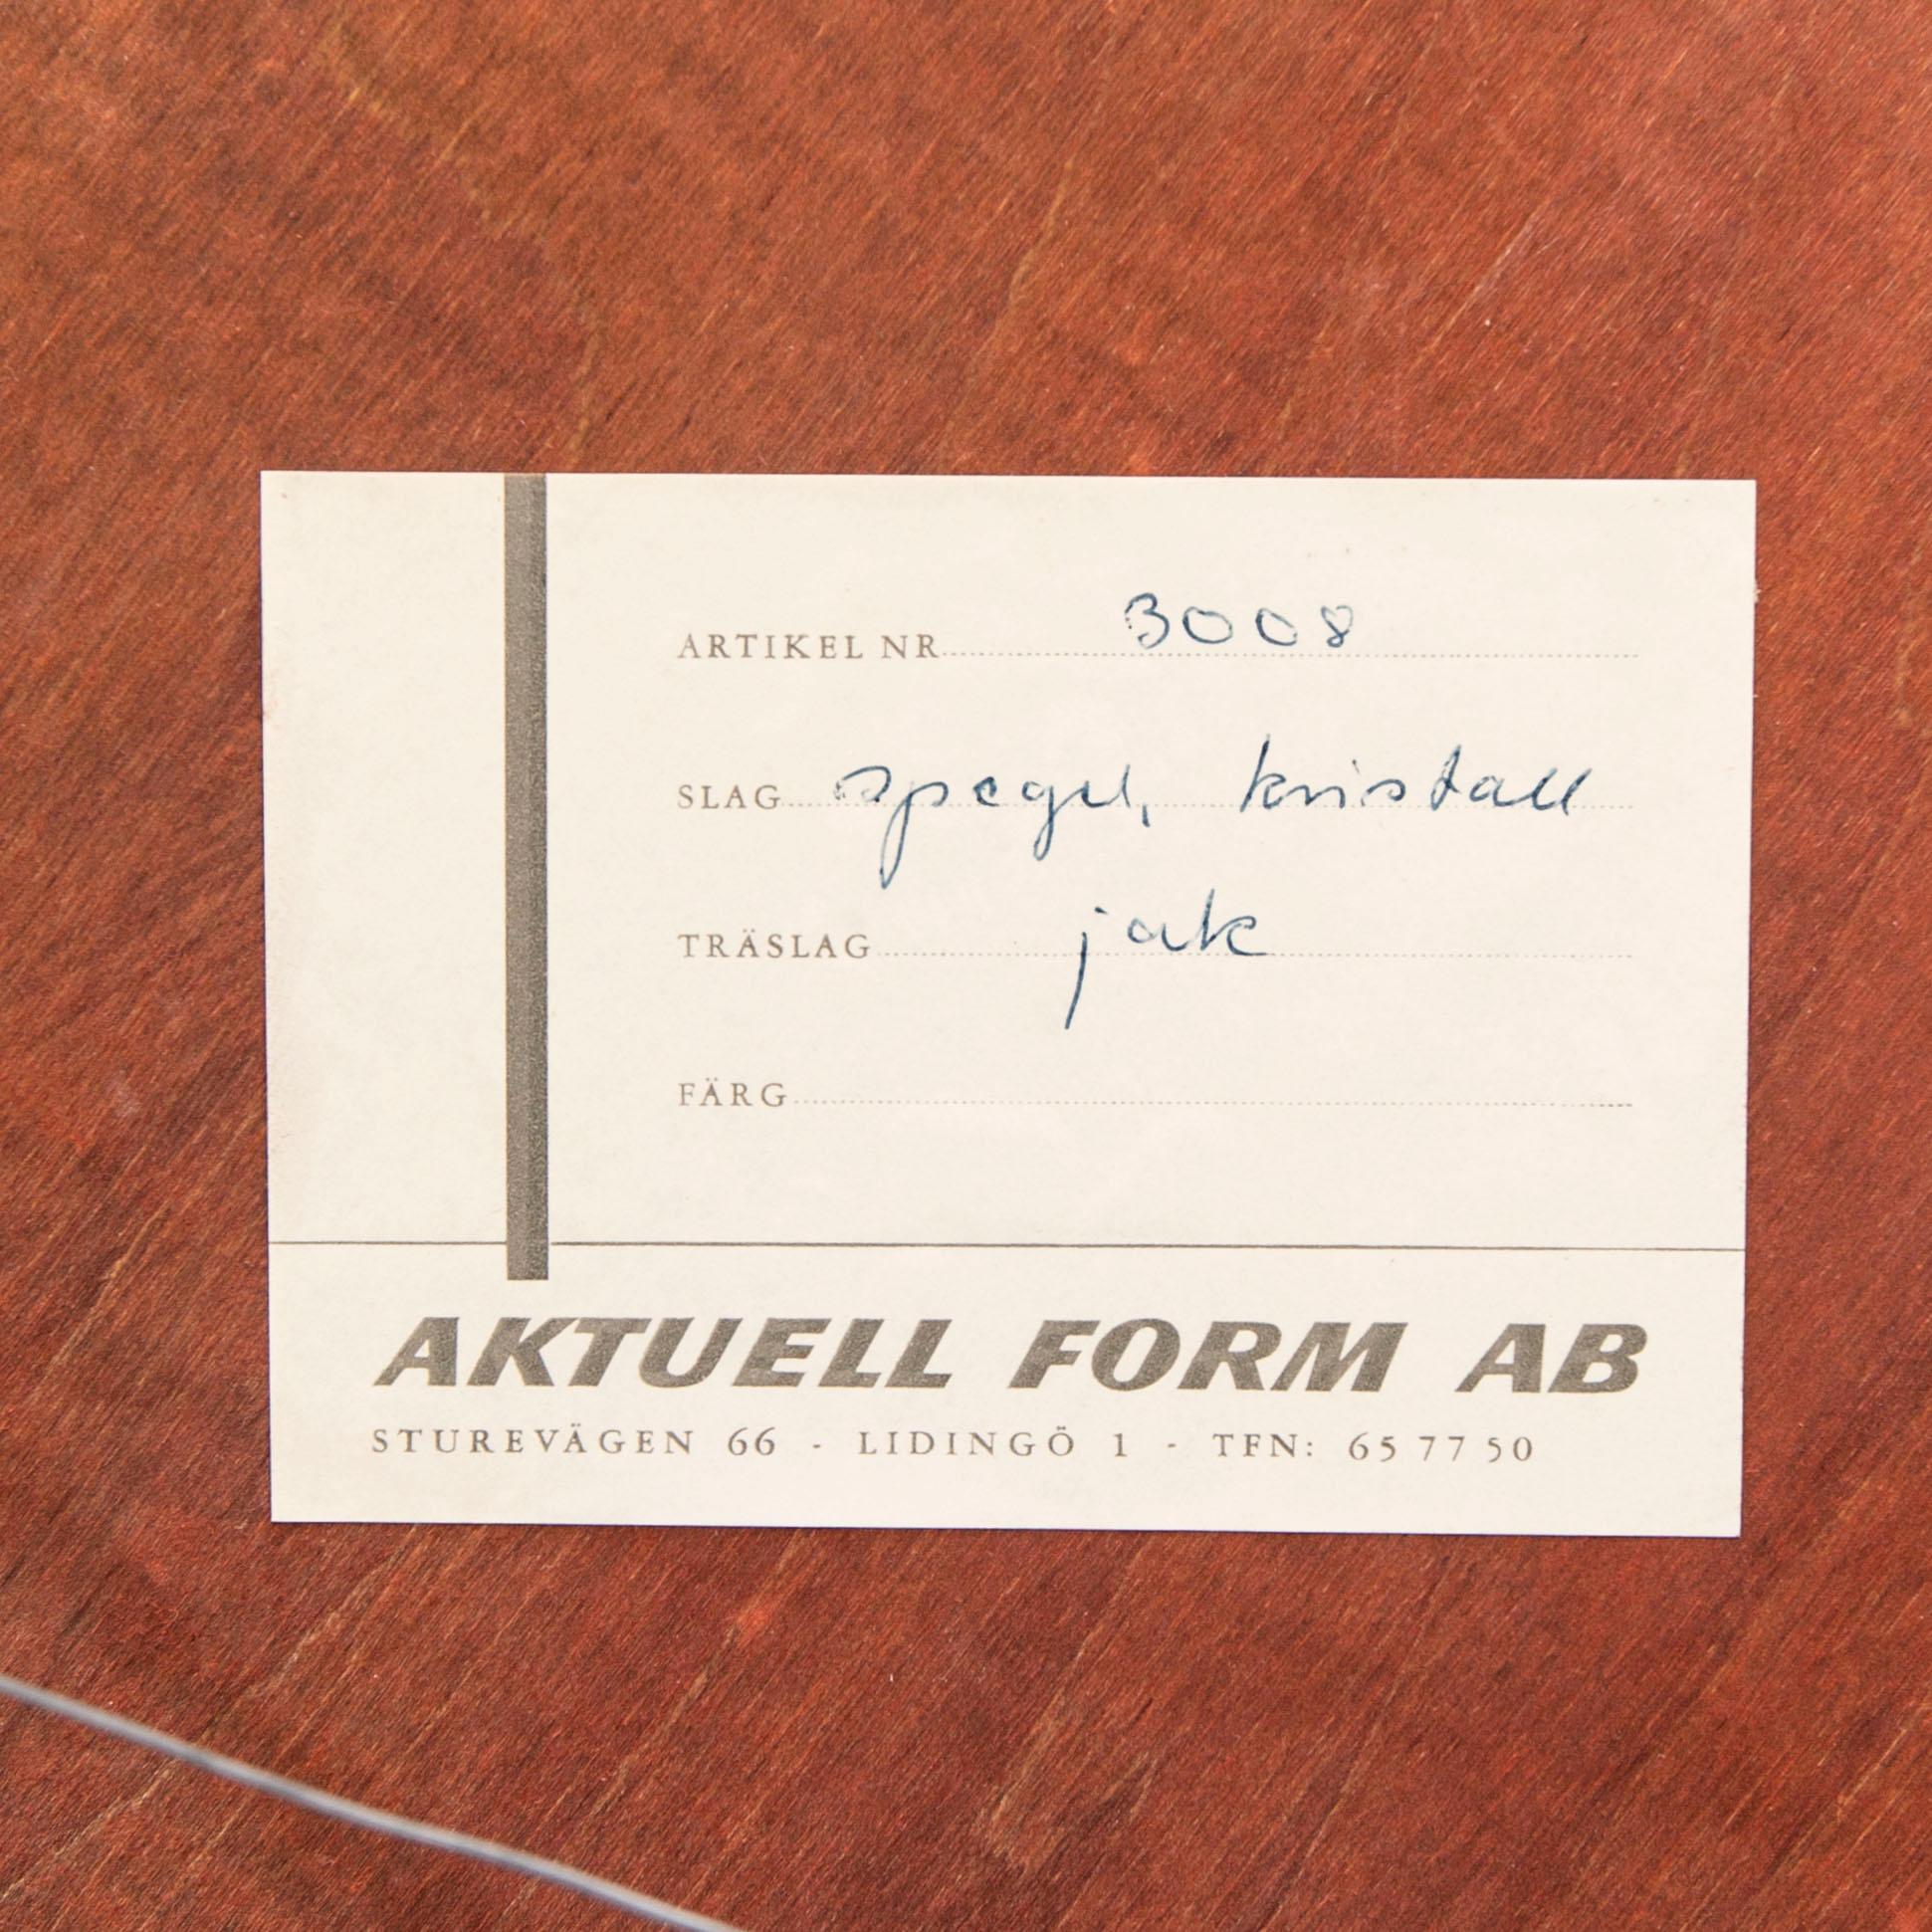 ARTIKEL NR 3008
SLAG spegel, kristall
TRÄSLAG jak
FÄRG
AKTUELL FORM AB
STUREVÄGEN 66 - LIDINGÖ 1 - TFN: 65 77 50